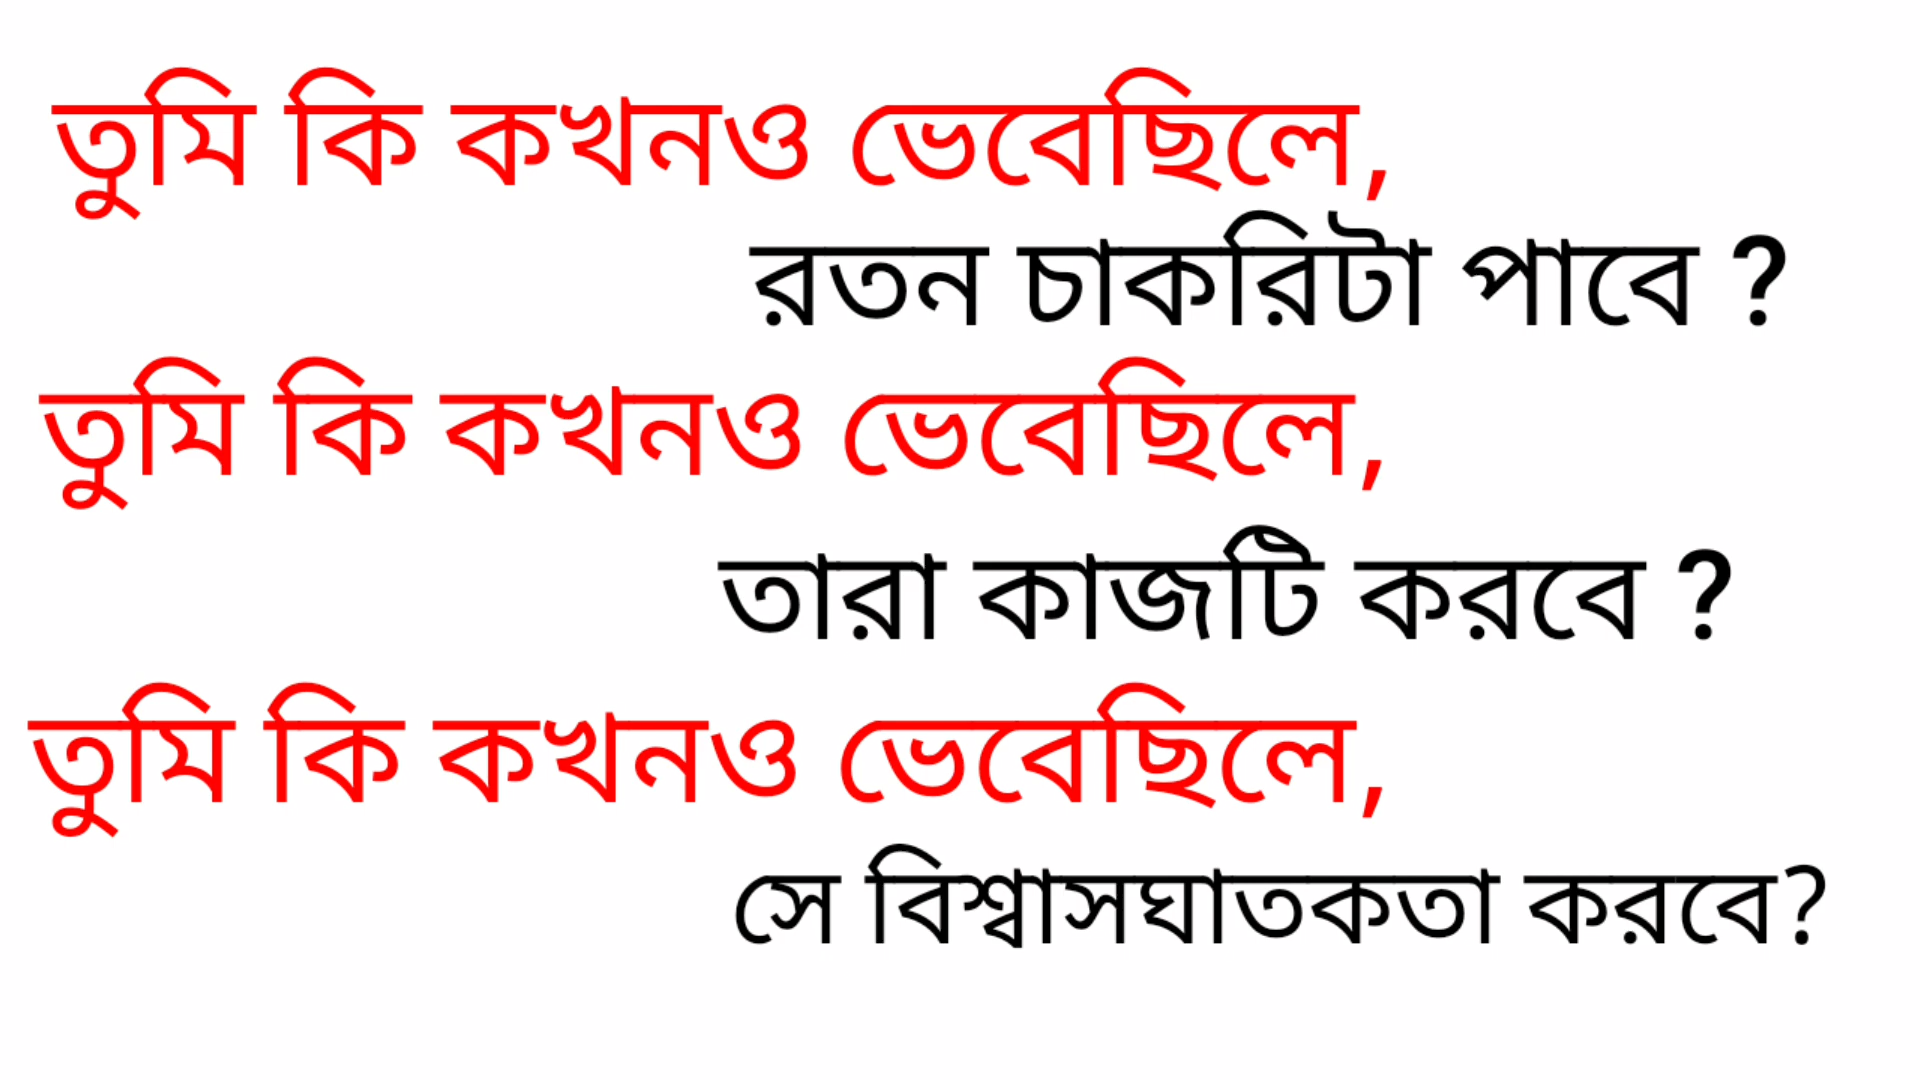 তুমি কি কখনও ভেবেছিলে,
রতন চাকরিটা পাবে ?
তুমি কি কখনও ভেবেছিলে,
তারা কাজটি করবে ?
তুমি কি কখনও ভেবেছিলে,
সে বিশ্বাসঘাতকতা করবে?